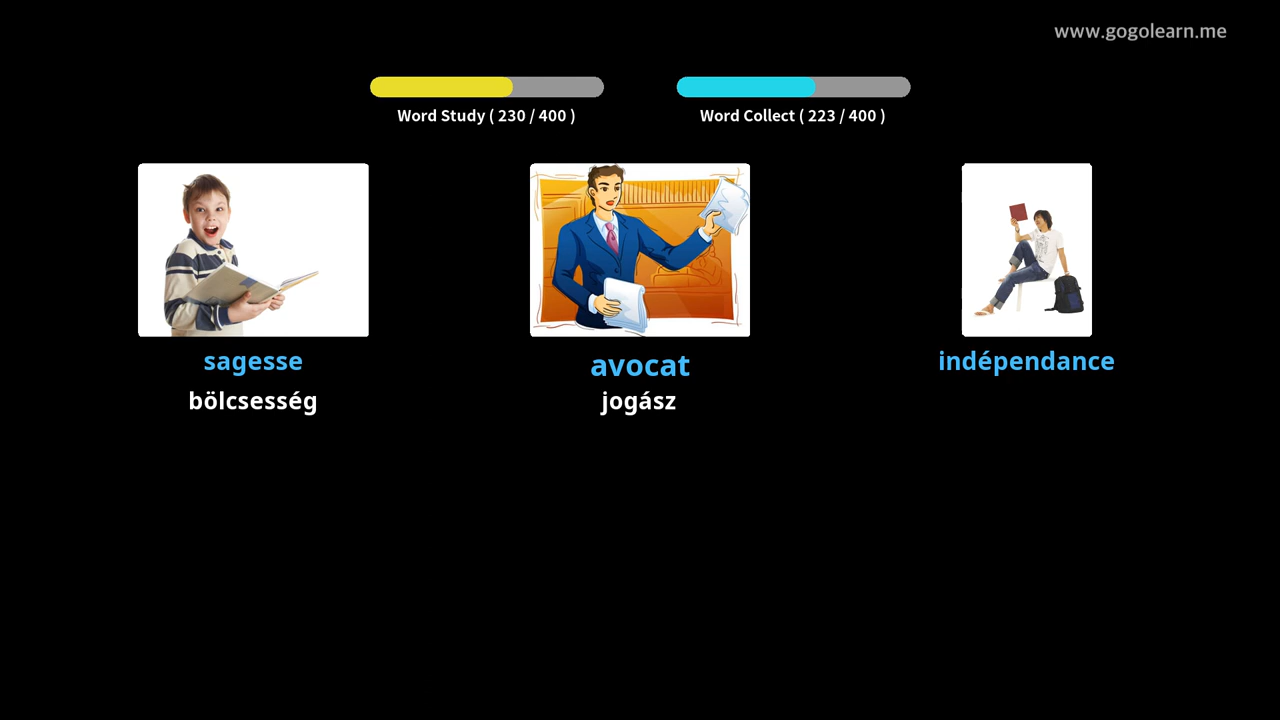 www.gogolearn.me
Word Study ( 230 / 400 )
Word Collect ( 223 / 400 )
sagesse
bölcsesség
avocat
jogász
indépendance